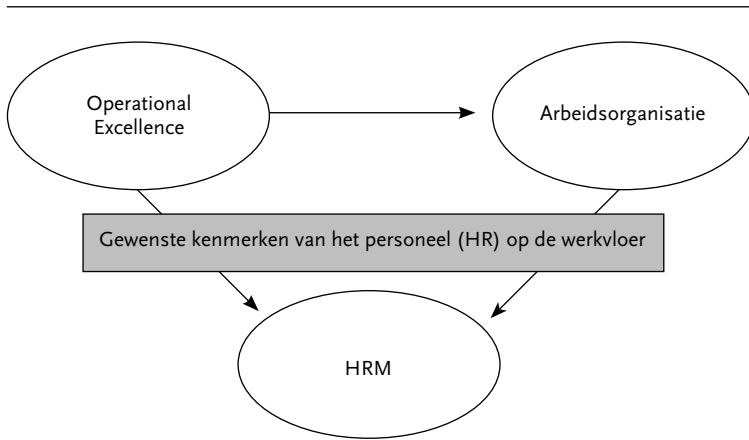 Operational
Excellence
Arbeidsorganisatie
Gewenste kenmerken van het personeel (HR) op de werkvloer
HRM